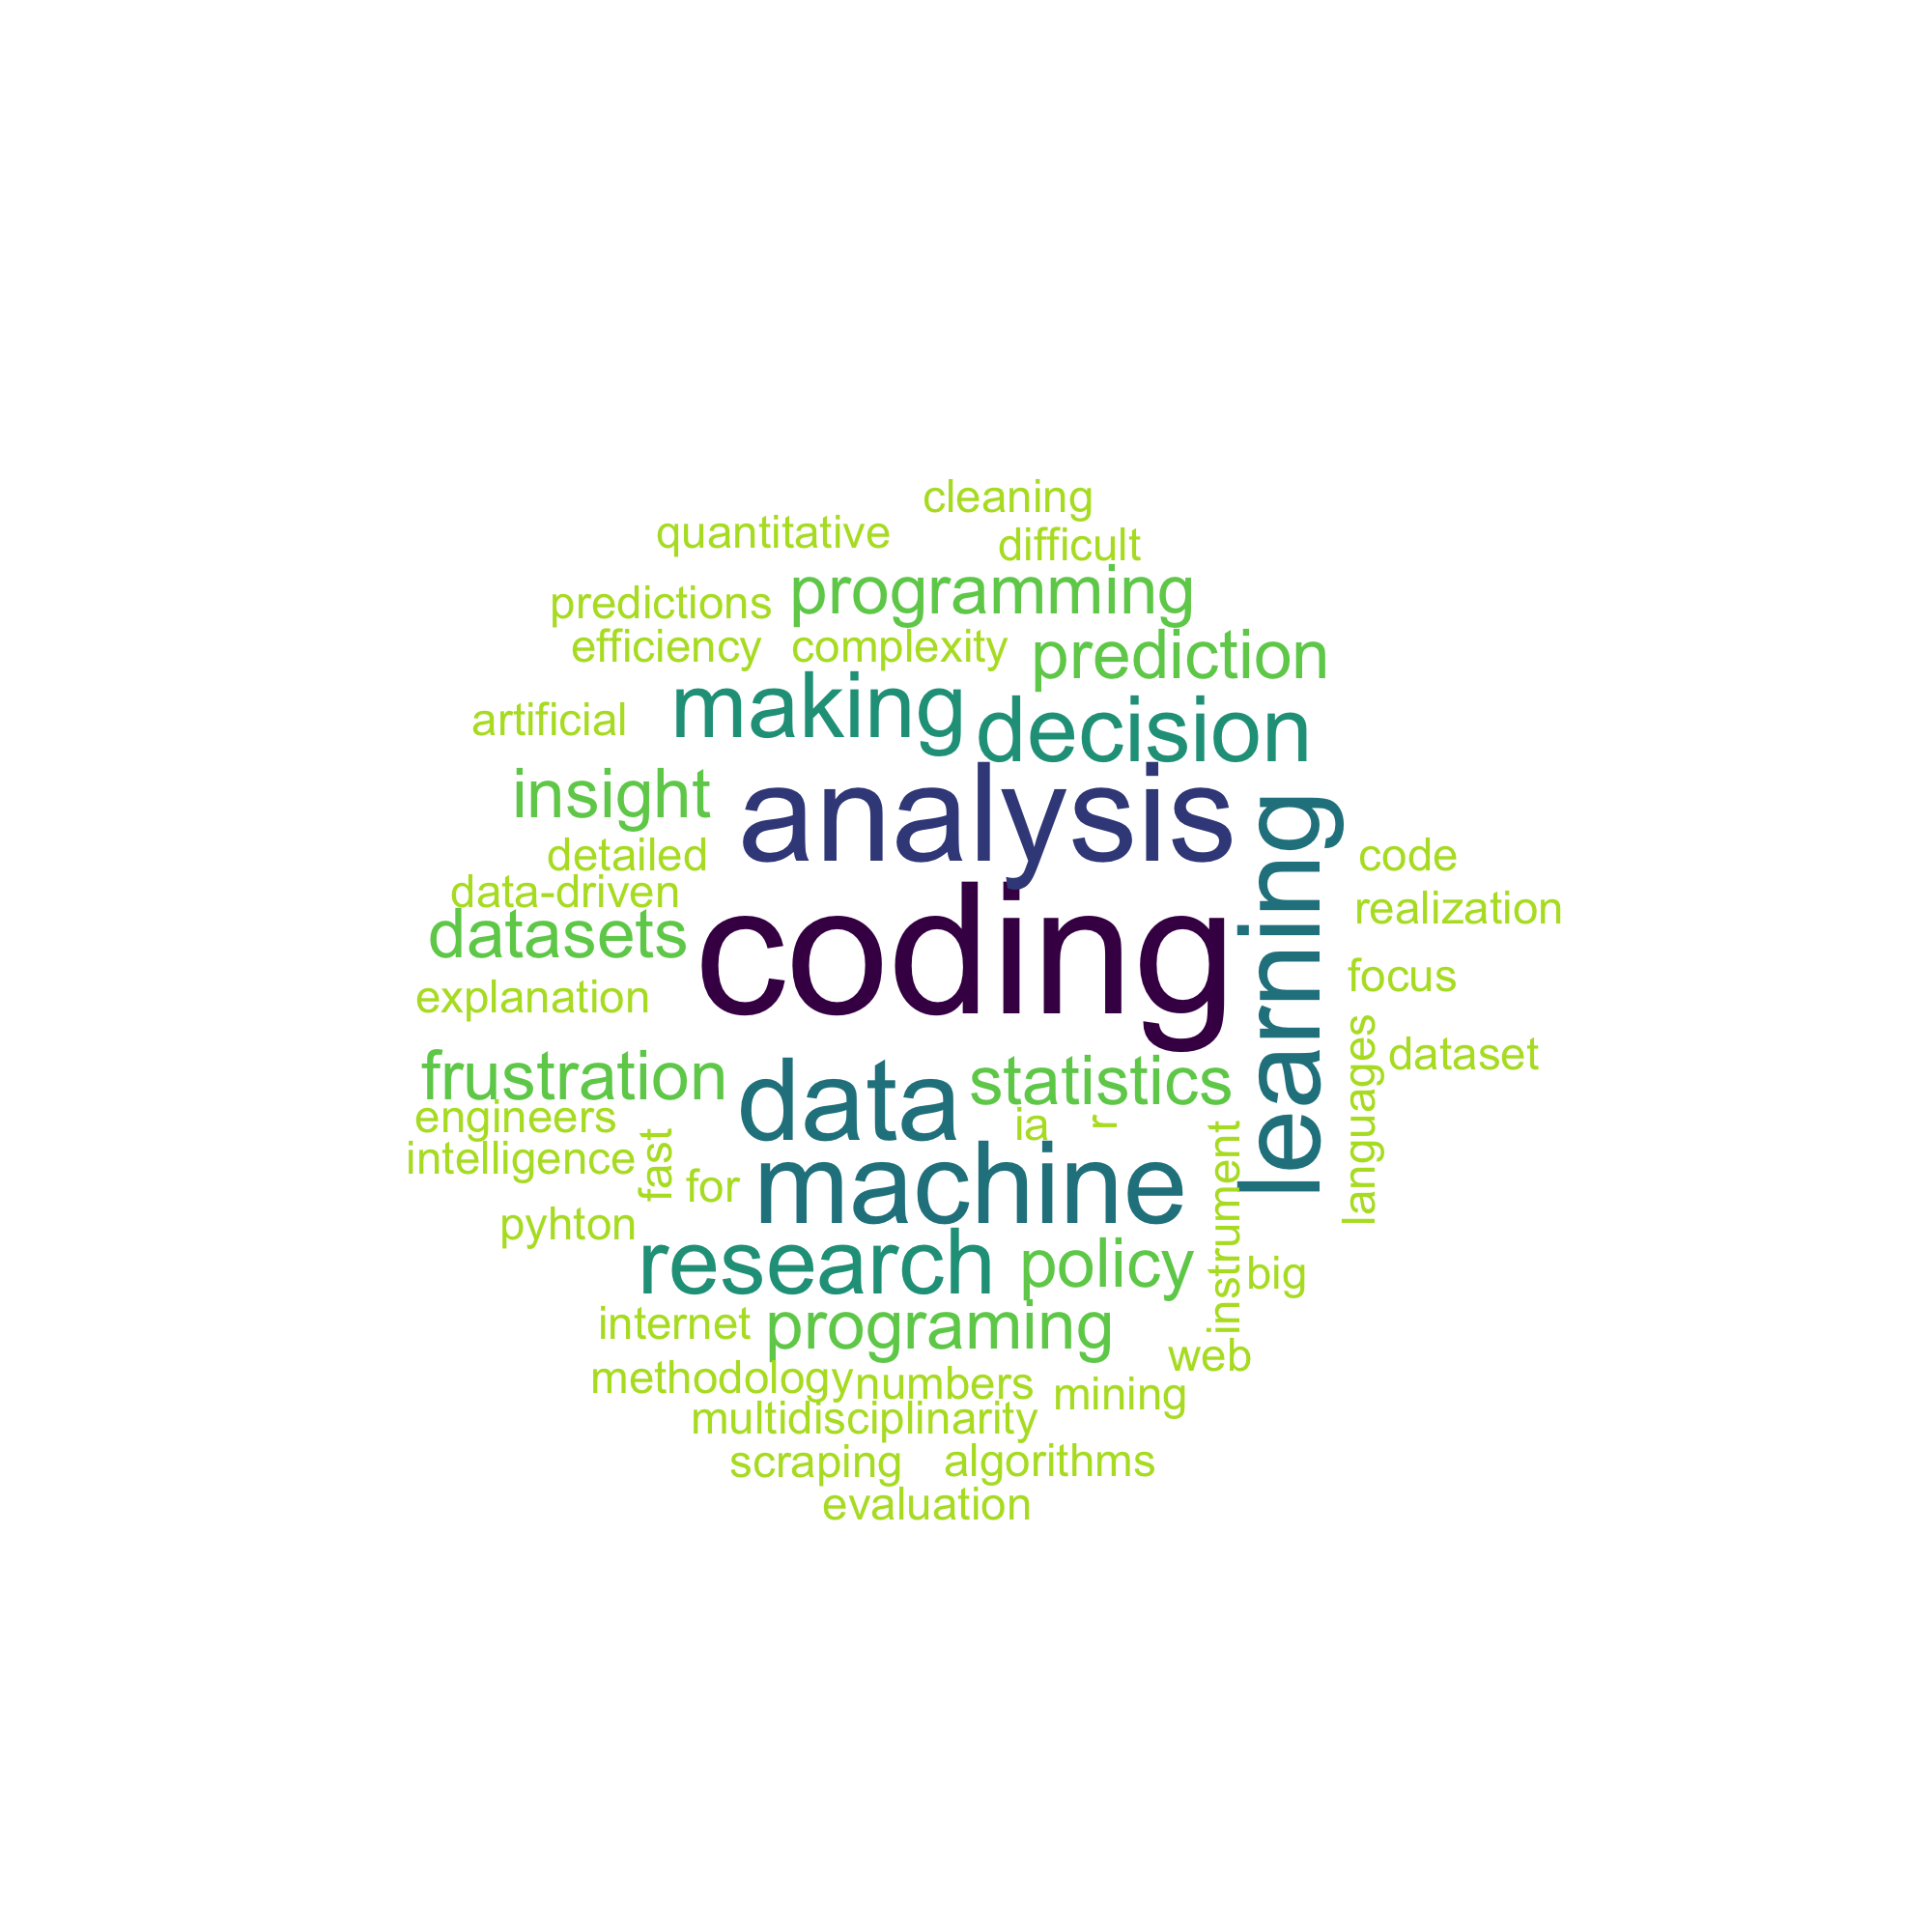 cleaning
quantitative
difficult
programming
predictions
efficiency
complexity
prediction
making
decision
artificial
insight
analysis
learning
detailed
code
data-driven
realization
datasets
coding
focus
explanation
languages
dataset
frustration
data
statistics
engineers
ia
r
intelligence
fast
for
machine
instrument
pyhton
research
policy
big
internet
programing
web
methodology
numbers
mining
multidisciplinarity
scraping
algorithms
evaluation